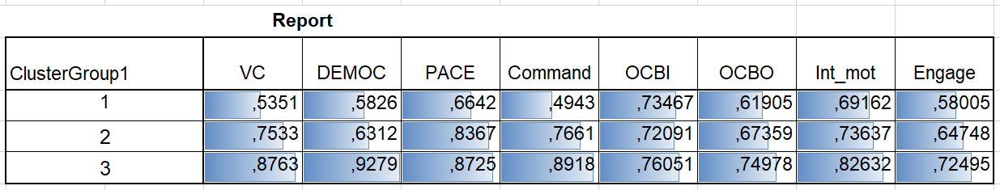 Report
ClusterGroup1 VC DEMOC PACE Command OCBI OCBO Int_mot Engage
1 ,5351 ,5826 ,6642 ,4943 ,73467 ,61905 ,69162 ,58005
2 ,7533 ,6312 ,8367 ,7661 ,72091 ,67359 ,73637 ,64748
3 ,8763 ,9279 ,8725 ,8918 ,76051 ,74978 ,82632 ,72495